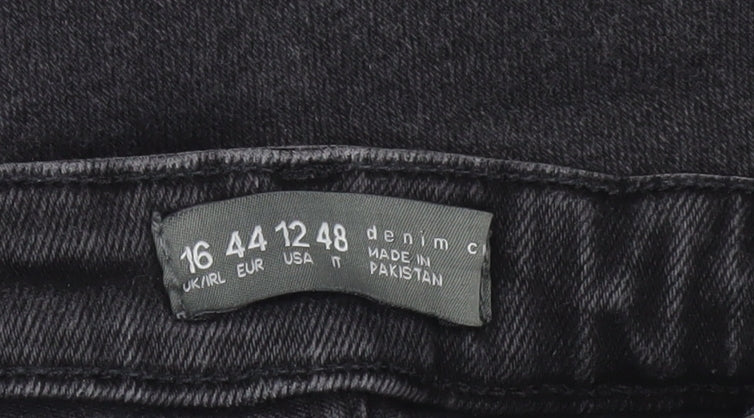 16 44 12 48 denim c
UK/IRL EUR USA IT MADE IN
PAKISTAN